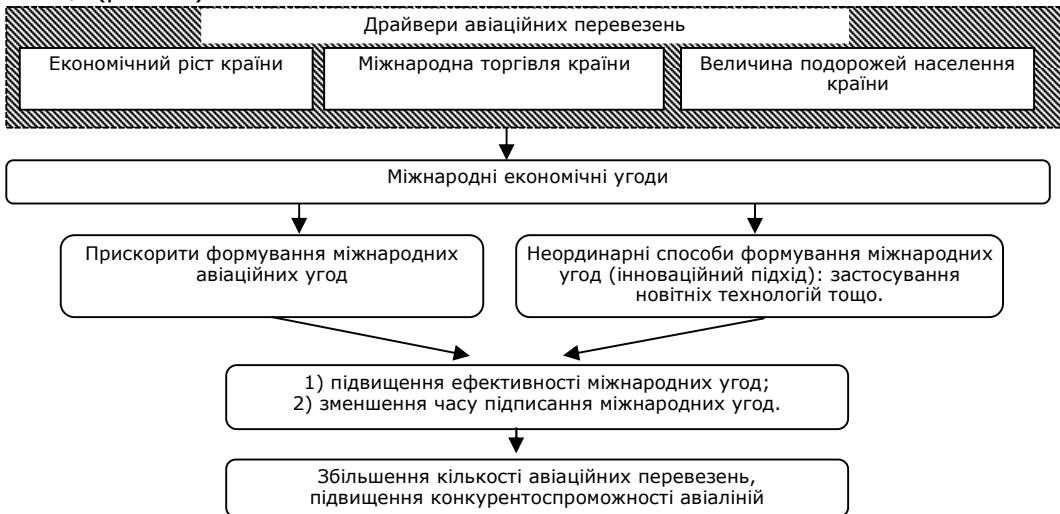 Драйвери авіаційних перевезень
Економічний ріст країни
Міжнародна торгівля країни
Величина подорожей населення
країни
Міжнародні економічні угоди
Прискорити формування міжнародних
авіаційних угод
Неординарні способи формування міжнародних
угод (інноваційний підхід): застосування
новітніх технологій тощо.
1) підвищення ефективності міжнародних угод;
2) зменшення часу підписання міжнародних угод.
Збільшення кількості авіаційних перевезень,
підвищення конкурентоспроможності авіаліній